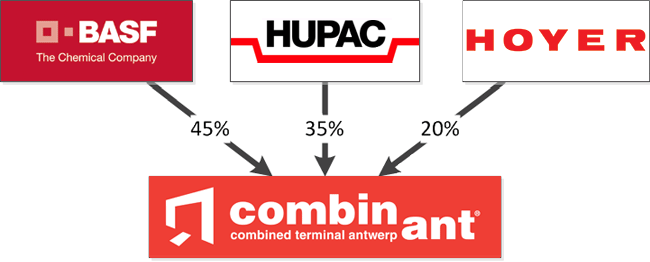 BASF
The Chemical Company
HUPAC
HOYER
45%
35%
20%
combinant®
combined terminal antwerp